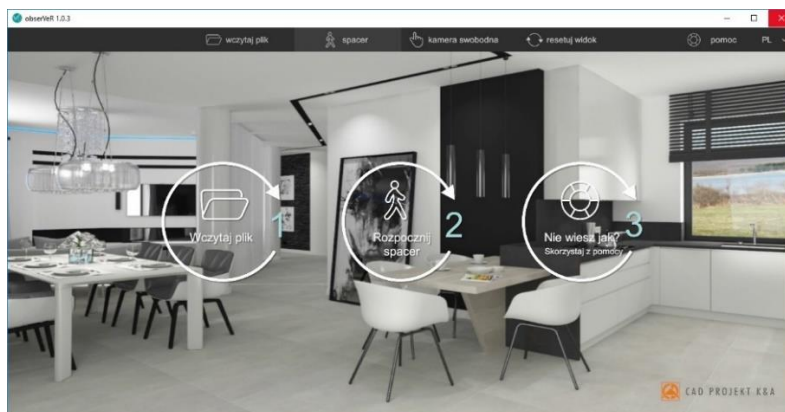 obserVeR 1.0.3
wczytaj plik
spacer
kamera swobodna
resetuj widok
pomoc
PL
1
Wczytaj plik
2
Rozpocznij
spacer
3
Nie wiesz jak?
Skorzystaj z pomocy
CAD PROJEKT K&A